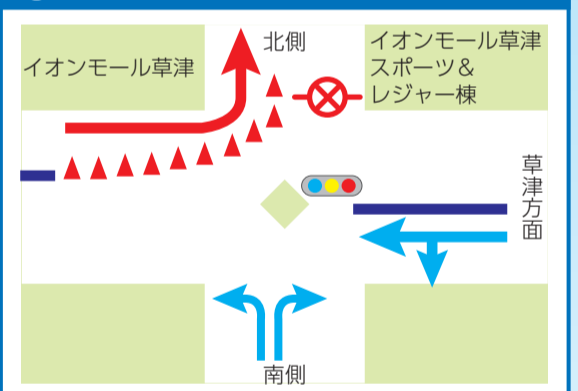 北側
イオンモール草津
イオンモール草津
スポーツ&
レジャー棟
草津方面
南側